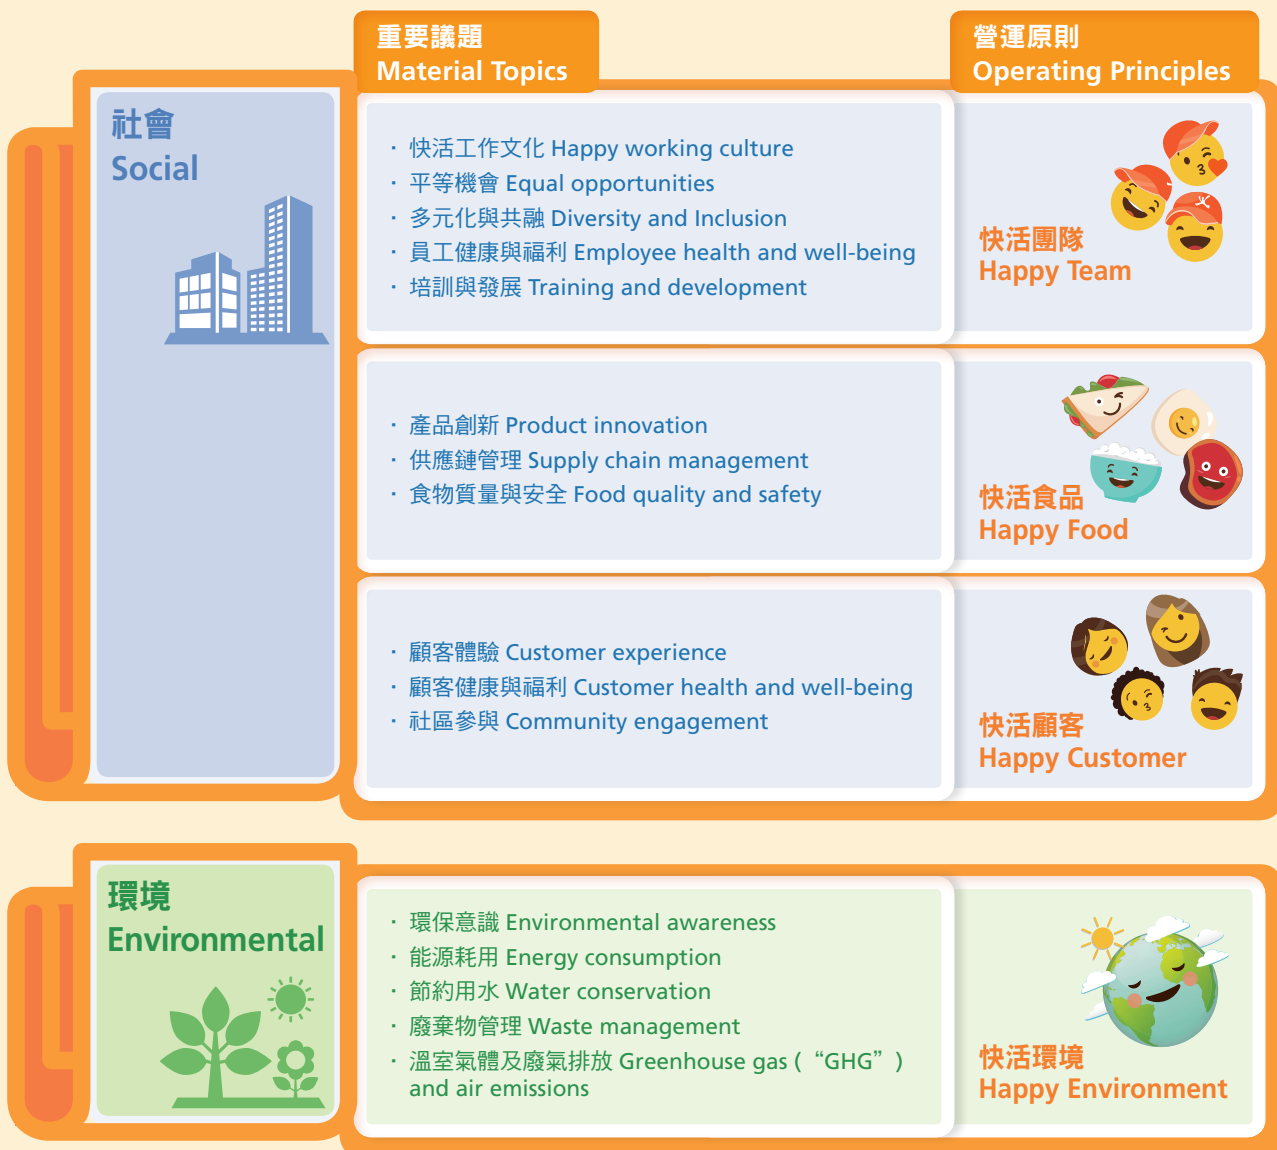 重要議題
Material Topics
營運原則
Operating Principles
社會
Social
· 快活工作文化 Happy working culture
· 平等機會 Equal opportunities
· 多元化與共融 Diversity and Inclusion
· 員工健康與福利 Employee health and well-being
· 培訓與發展 Training and development
快活團隊
Happy Team
· 產品創新 Product innovation
· 供應鏈管理 Supply chain management
· 食物質量與安全 Food quality and safety
快活食品
Happy Food
· 顧客體驗 Customer experience
· 顧客健康與福利 Customer health and well-being
· 社區參與 Community engagement
快活顧客
Happy Customer
環境
Environmental
· 環保意識 Environmental awareness
· 能源耗用 Energy consumption
· 節約用水 Water conservation
· 廢棄物管理 Waste management
· 溫室氣體及廢氣排放 Greenhouse gas (“GHG”)
and air emissions
快活環境
Happy Environment